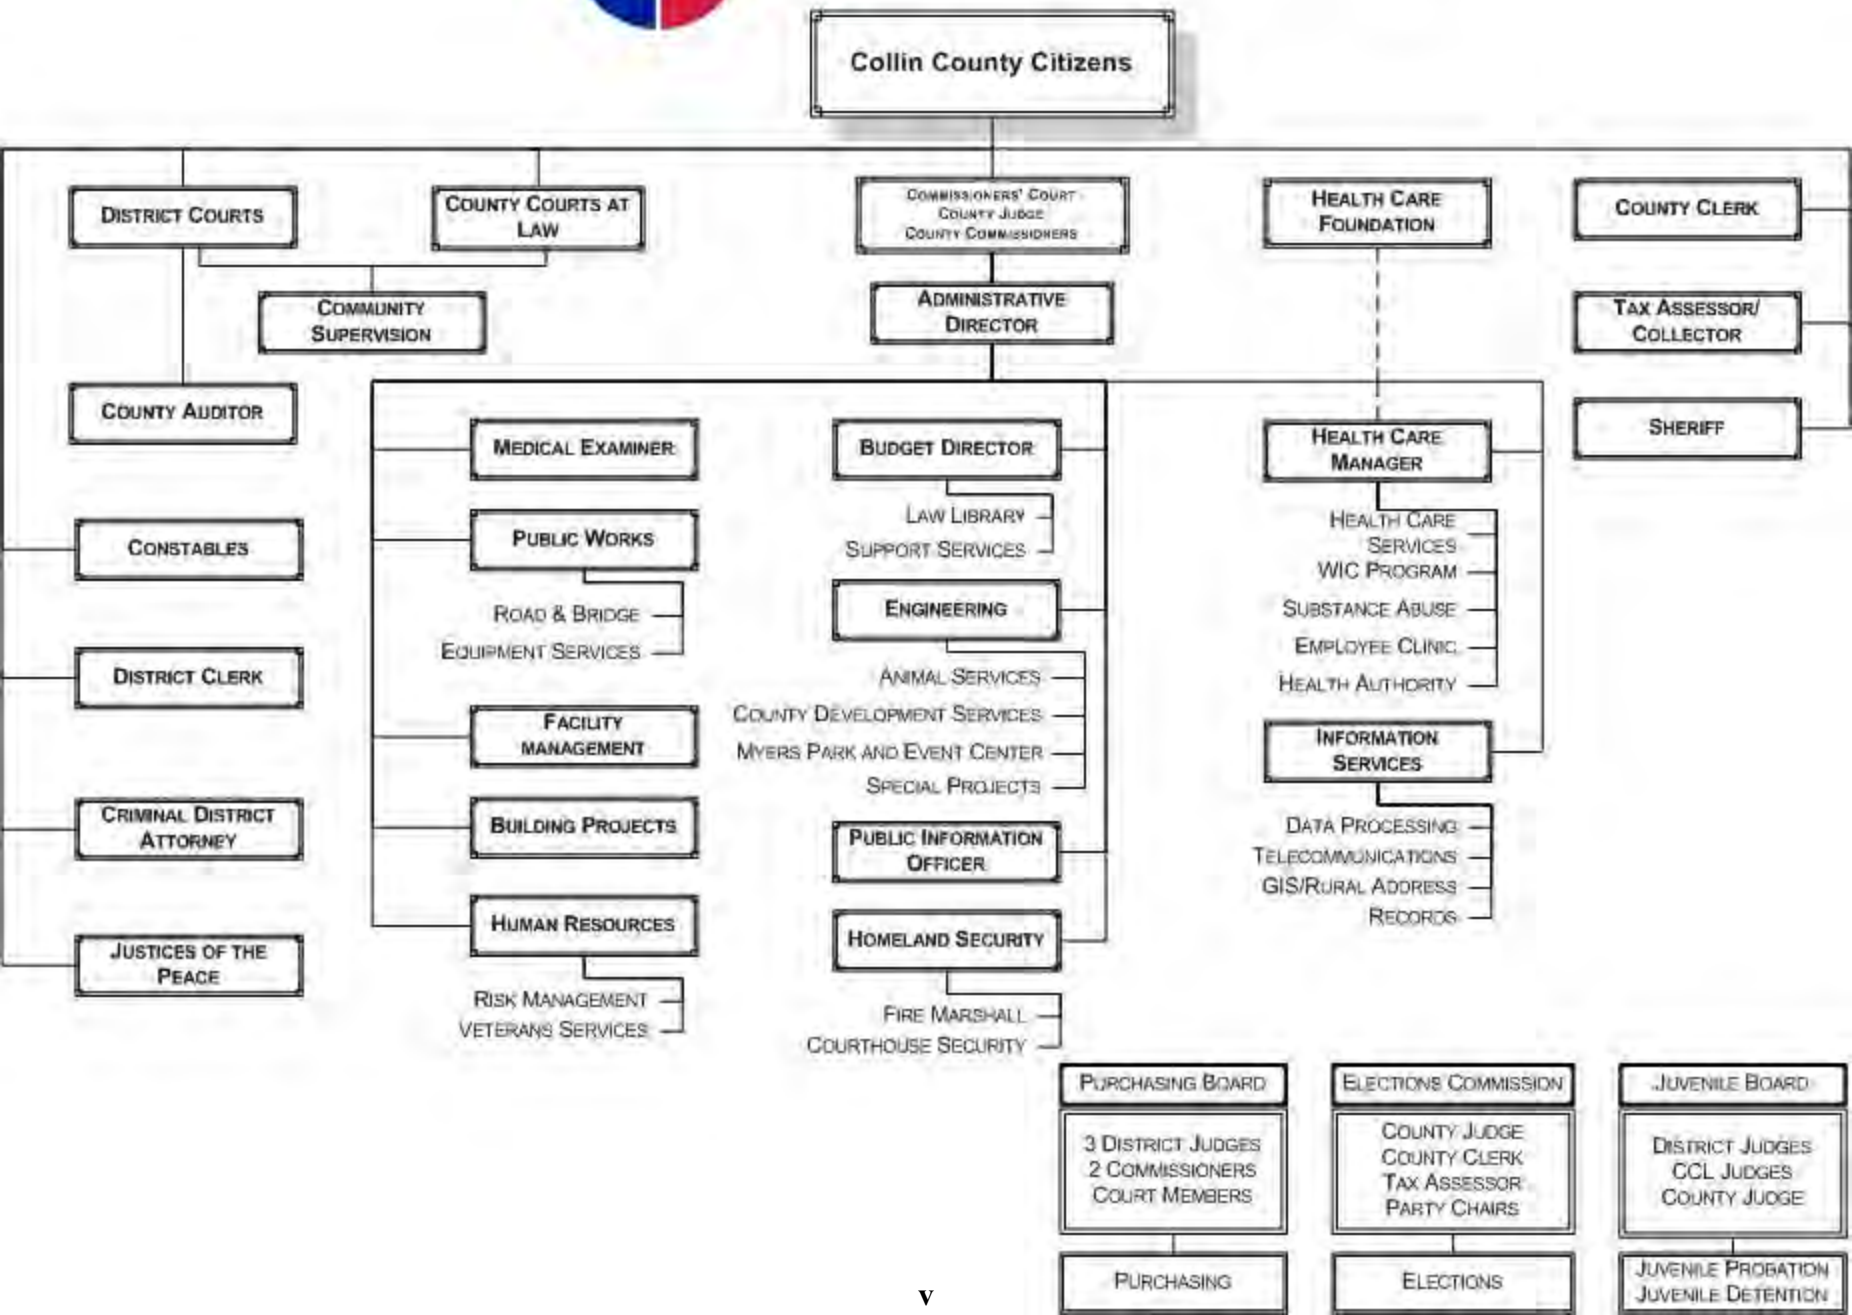 Collin County Citizens
DISTRICT COURTS
COUNTY COURTS AT
LAW
COMMISSIONERS' COURT
COUNTY JUDGE
COUNTY COMMISSIONERS
HEALTH CARE
FOUNDATION
COUNTY CLERK
COMMUNITY
SUPERVISION
ADMINISTRATIVE
DIRECTOR
TAX ASSESSOR/
COLLECTOR
COUNTY AUDITOR
SHERIFF
CONSTABLES
DISTRICT CLERK
CRIMINAL DISTRICT
ATTORNEY
JUSTICES OF THE
PEACE
MEDICAL EXAMINER
PUBLIC WORKS
ROAD & BRIDGE
EQUIPMENT SERVICES
FACILITY
MANAGEMENT
BUILDING PROJECTS
HUMAN RESOURCES
RISK MANAGEMENT
VETERANS SERVICES
BUDGET DIRECTOR
LAW LIBRARY
SUPPORT SERVICES
ENGINEERING
ANIMAL SERVICES
COUNTY DEVELOPMENT SERVICES
MYERS PARK AND EVENT CENTER
SPECIAL PROJECTS
PUBLIC INFORMATION
OFFICER
HOMELAND SECURITY
FIRE MARSHALL
COURTHOUSE SECURITY
HEALTH CARE
MANAGER
HEALTH CARE
SERVICES
WIC PROGRAM
SUBSTANCE ABUSE
EMPLOYEE CLINIC
HEALTH AUTHORITY
INFORMATION
SERVICES
DATA PROCESSING
TELECOMMUNICATIONS
GIS/RURAL ADDRESS
RECORDS
PURCHASING BOARD
3 DISTRICT JUDGES
2 COMMISSIONERS
COURT MEMBERS
PURCHASING
ELECTIONS COMMISSION
COUNTY JUDGE
COUNTY CLERK
TAX ASSESSOR
PARTY CHAIRS
ELECTIONS
JUVENILE BOARD
DISTRICT JUDGES
CCL JUDGES
COUNTY JUDGE
JUVENILE PROBATION
JUVENILE DETENTION
v